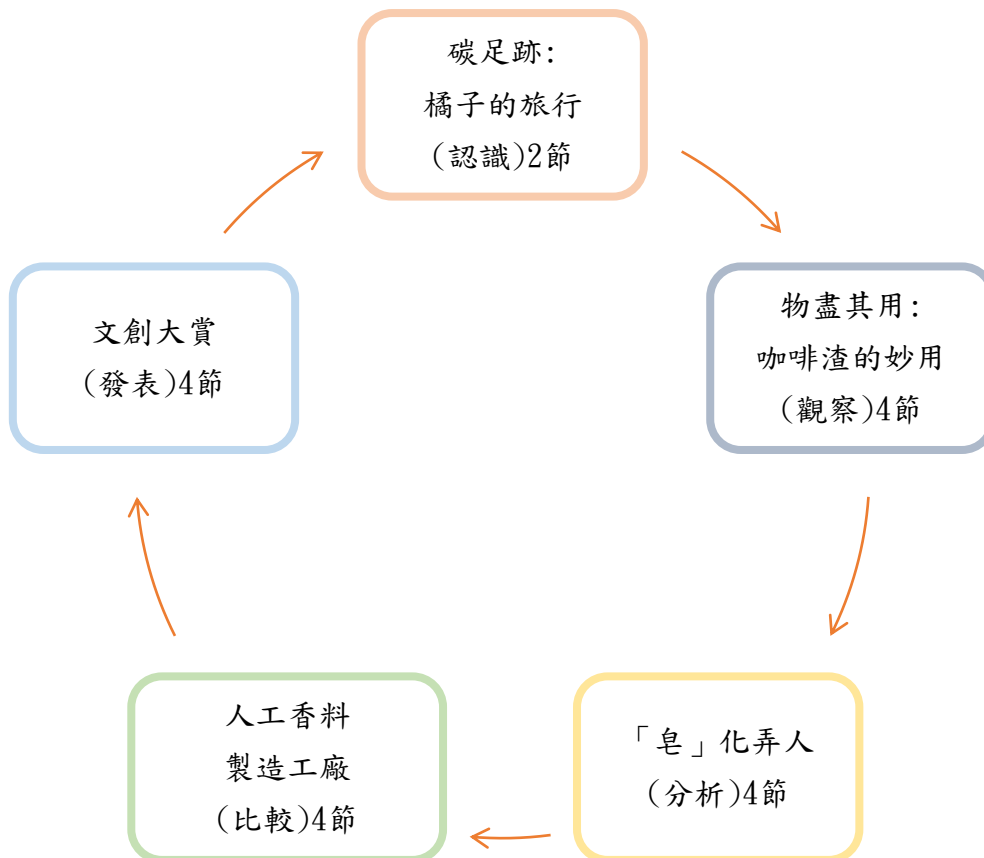 碳足跡:
橘子的旅行
(認識)2節
物盡其用:
咖啡渣的妙用
(觀察)4節
「皂」化弄人
(分析)4節
人工香料
製造工廠
(比較)4節
文創大賞
(發表)4節